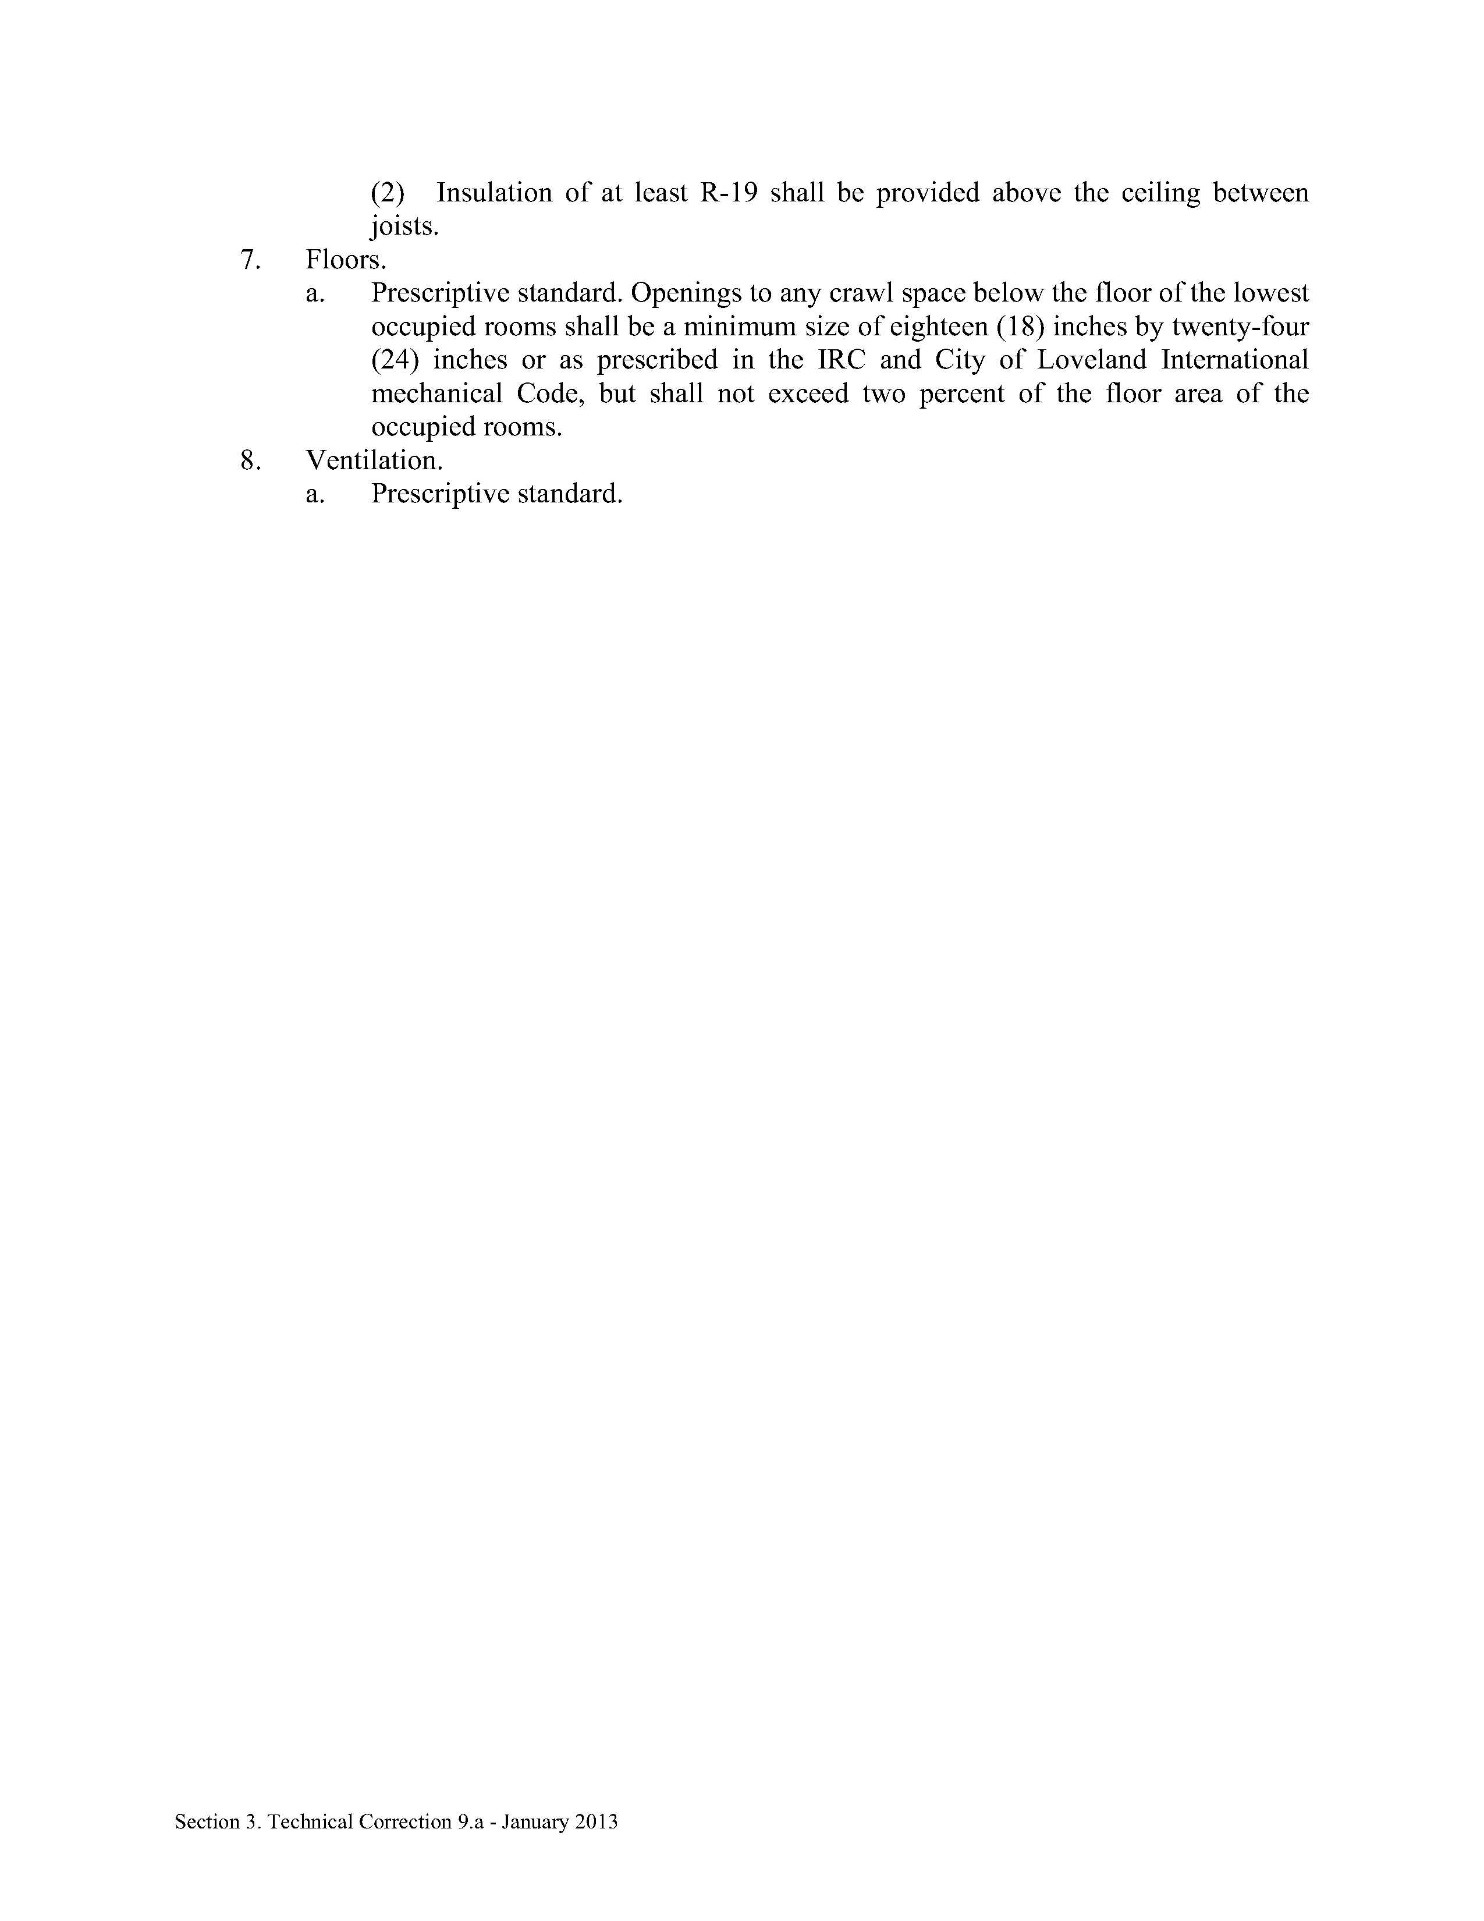 (2) Insulation of at least R-19 shall be provided above the ceiling between
joists.
7. Floors.
a. Prescriptive standard. Openings to any crawl space below the floor of the lowest
occupied rooms shall be a minimum size of eighteen (18) inches by twenty-four
(24) inches or as prescribed in the IRC and City of Loveland International
mechanical Code, but shall not exceed two percent of the floor area of the
occupied rooms.
8. Ventilation.
a. Prescriptive standard.
Section 3. Technical Correction 9.a - January 2013